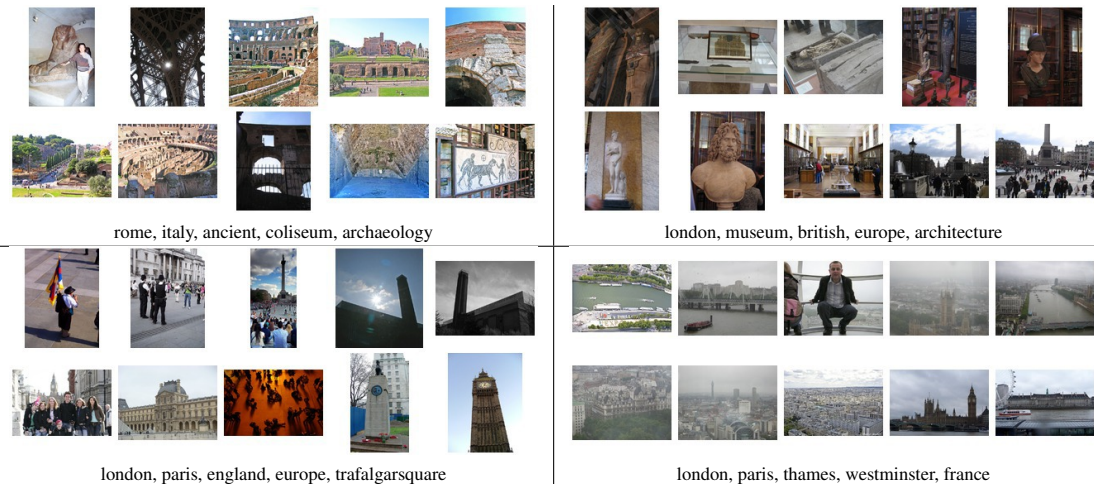 rome, italy, ancient, coliseum, archaeology
london, museum, british, europe, architecture
london, paris, england, europe, trafalgarsquare
london, paris, thames, westminster, france